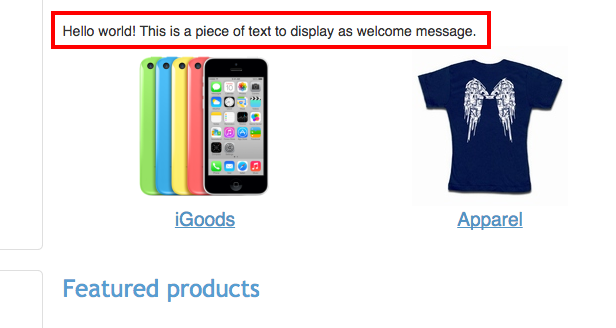 Hello world! This is a piece of text to display as welcome message.
iGoods
Apparel
Featured products